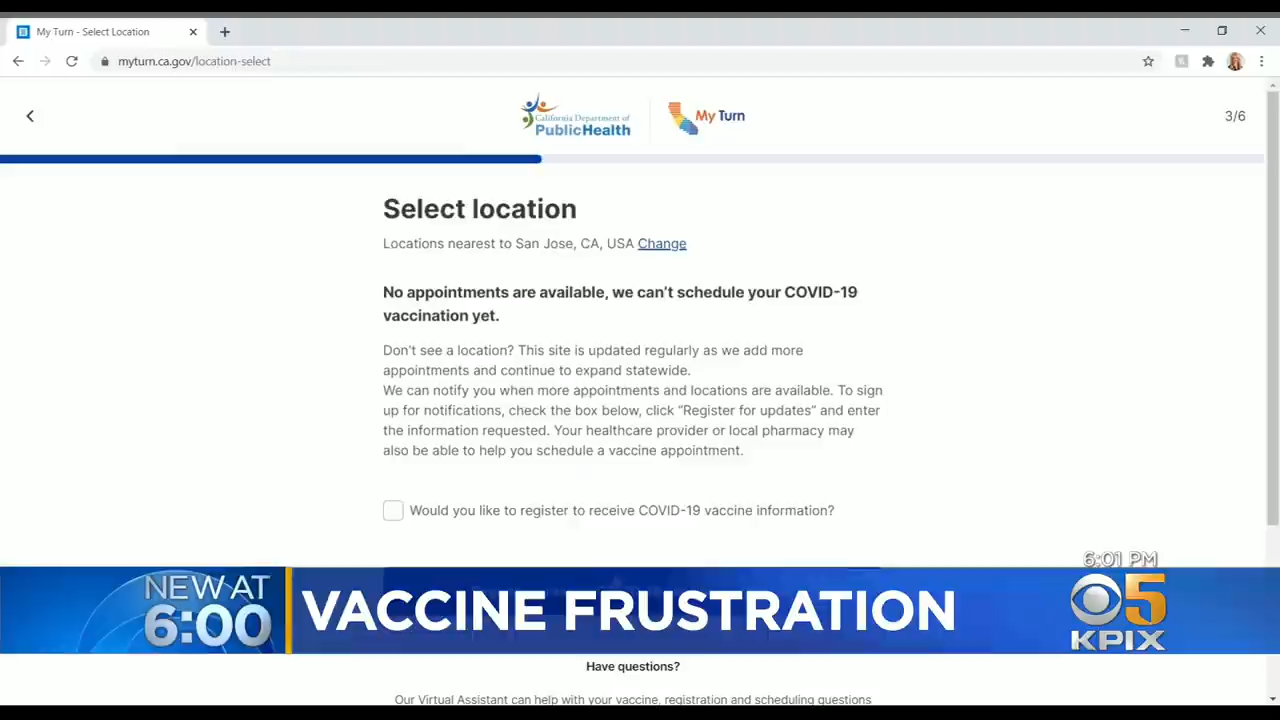 My Turn - Select Location
myturn.ca.gov/location-select
California Department of
PublicHealth
My Turn
3/6
Select location
Locations nearest to San Jose, CA, USA Change
No appointments are available, we can't schedule your COVID-19
vaccination yet.
Don't see a location? This site is updated regularly as we add more
appointments and continue to expand statewide.
We can notify you when more appointments and locations are available. To sign
up for notifications, check the box below, click “Register for updates” and enter
the information requested. Your healthcare provider or local pharmacy may
also be able to help you schedule a vaccine appointment.
Would you like to register to receive COVID-19 vaccine information?
6:01 PM
NEW AT
6:00
VACCINE FRUSTRATION
5
KPIX
Have questions?
Our Virtual Assistant can help with your vaccine, registration and scheduling questions